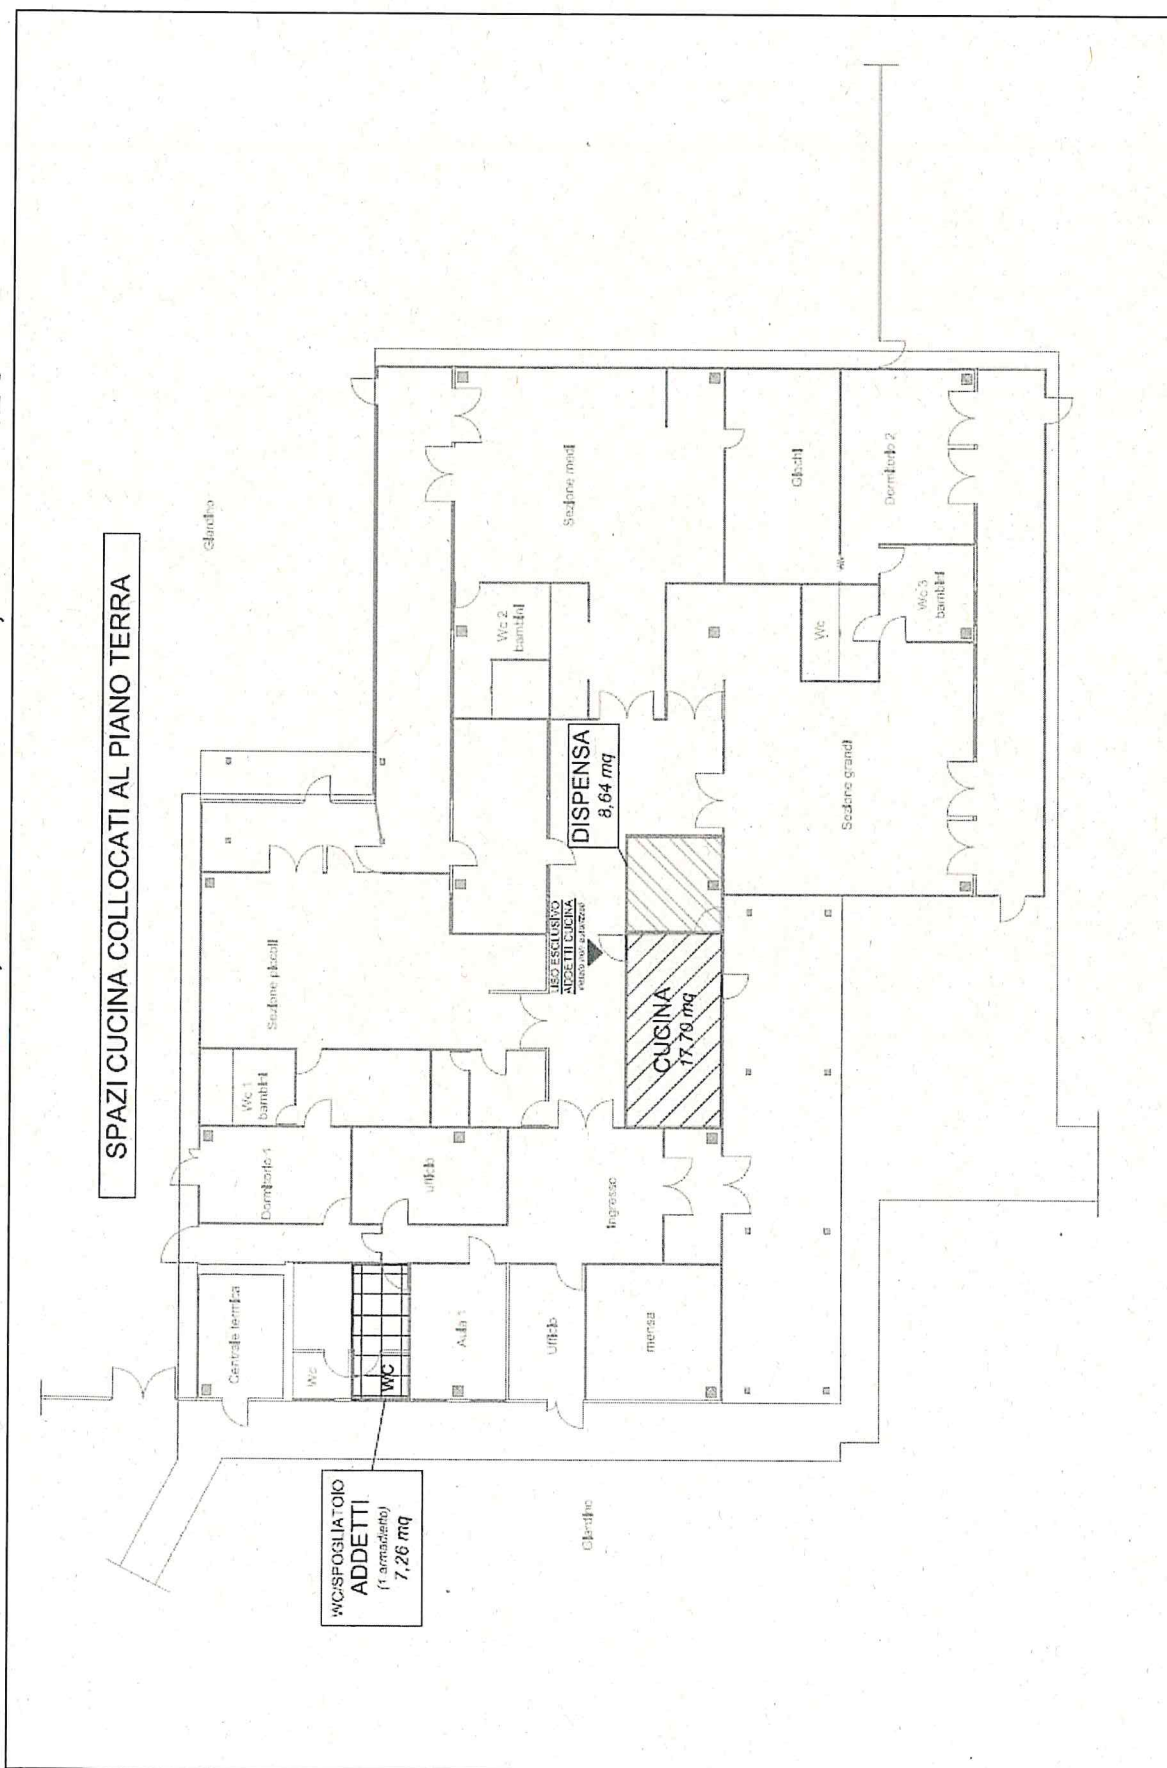 SPAZI CUCINA COLLOCATI AL PIANO TERRA
Giardino
Centrale termica
Dormitorio 1
Wc 1
bambini
Sezione piccoli
Wc
WC
ufficio
Wc 2
bambini
Sezione medi
WC/SPOGLIATOIO
ADDETTI
(1 armadietto)
7,26 mq
Aula 1
Ufficio
Ingresso
mensa
USO ESCLUSIVO
ADDETTI CUCINA
DISPENSA
8,64 mq
CUCINA
17,70 mq
Giardino
Sezione grandi
Wc
Giochi
Wc 3
bambini
Dormitorio 2